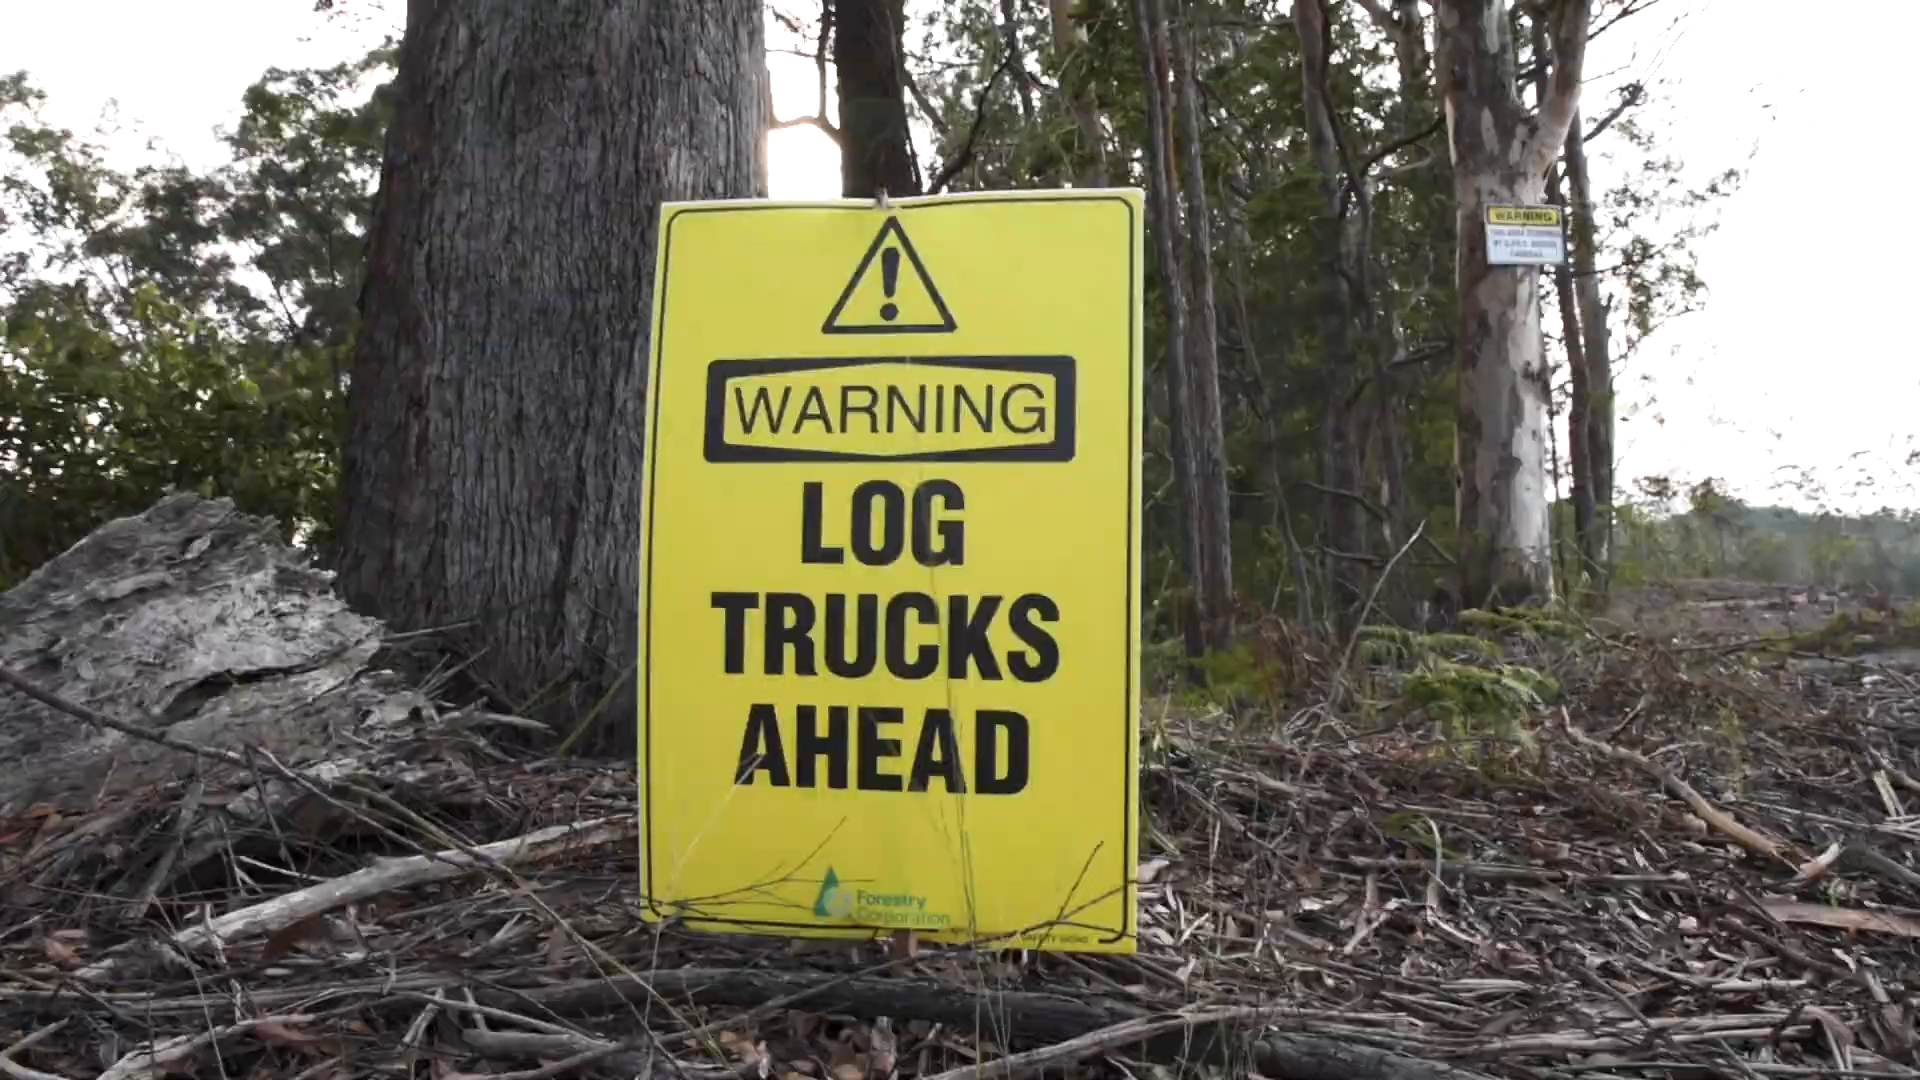 WARNING
LOG
TRUCKS
AHEAD
Forestry
Corporation
WARNING